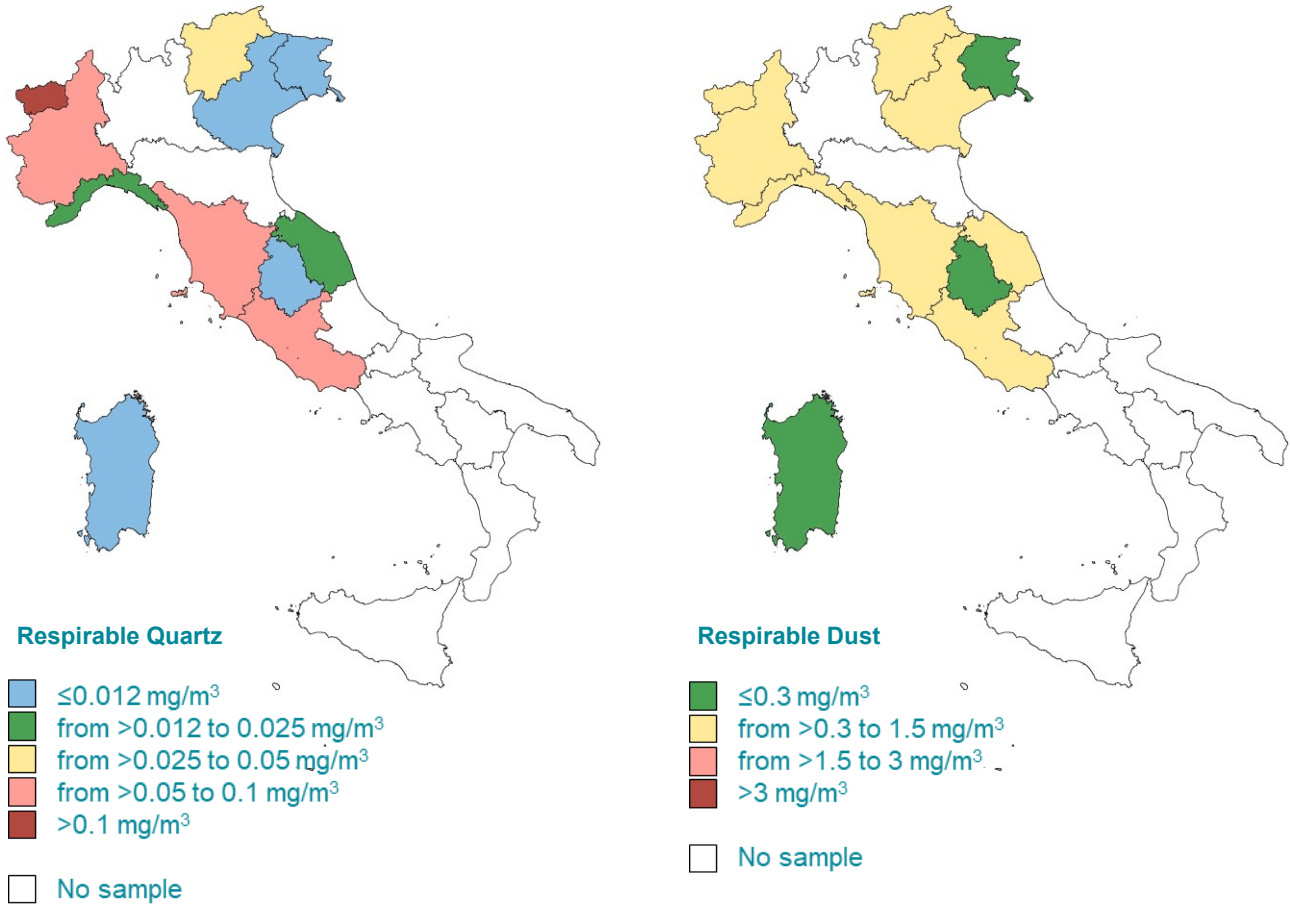 Respirable Quartz
≤0.012 mg/m³
from >0.012 to 0.025 mg/m³
from >0.025 to 0.05 mg/m³
from >0.05 to 0.1 mg/m³
>0.1 mg/m³
No sample
Respirable Dust
≤0.3 mg/m³
from >0.3 to 1.5 mg/m³
from >1.5 to 3 mg/m³
>3 mg/m³
No sample